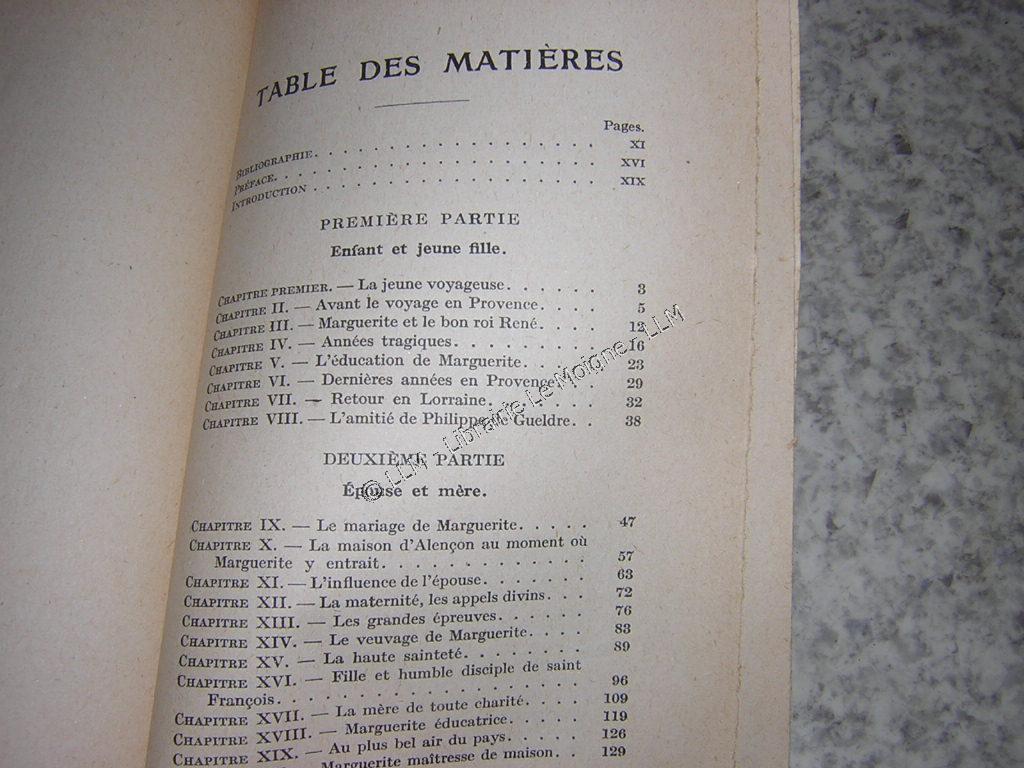 TABLE DES MATIÈRES
Pages.
BIBLIOGRAPHIE. . . . . . . . . . . . . . . . . . . . XI
PRÉFACE. . . . . . . . . . . . . . . . . . . . . . . XVI
INTRODUCTION . . . . . . . . . . . . . . . . . . . . XIX
PREMIÈRE PARTIE
Enfant et jeune fille.
CHAPITRE PREMIER. — La jeune voyageuse. . . . . . . 3
CHAPITRE II. — Avant le voyage en Provence. . . . . 5
CHAPITRE III. — Marguerite et le bon roi René. . . . 12
CHAPITRE IV. — Années tragiques. . . . . . . . . . 16
CHAPITRE V. — L'éducation de Marguerite. . . . . . 23
CHAPITRE VI. — Dernières années en Provence. . . 29
CHAPITRE VII. — Retour en Lorraine. . . . . . . . 32
CHAPITRE VIII. — L'amitié de Philippe de Gueldre. . 38
© LLM - Librairie Le Moigne - LLM
DEUXIÈME PARTIE
Épouse et mère.
CHAPITRE IX. — Le mariage de Marguerite. . . . . . 47
CHAPITRE X. — La maison d'Alençon au moment où
Marguerite y entrait. . . . . . . . . . . . . . 57
CHAPITRE XI. — L'influence de l'épouse. . . . . . . 63
CHAPITRE XII. — La maternité, les appels divins. . . 72
CHAPITRE XIII. — Les grandes épreuves. . . . . . . 76
CHAPITRE XIV. — Le veuvage de Marguerite. . . . . 83
CHAPITRE XV. — La haute sainteté. . . . . . . . . 89
CHAPITRE XVI. — Fille et humble disciple de saint
François. . . . . . . . . . . . . . . . . . . . 96
CHAPITRE XVII. — La mère de toute charité. . . . . 109
CHAPITRE XVIII. — Marguerite éducatrice. . . . . . 119
CHAPITRE XIX. — Au plus bel air du pays. . . . . . 126
Marguerite maîtresse de maison. . . 129